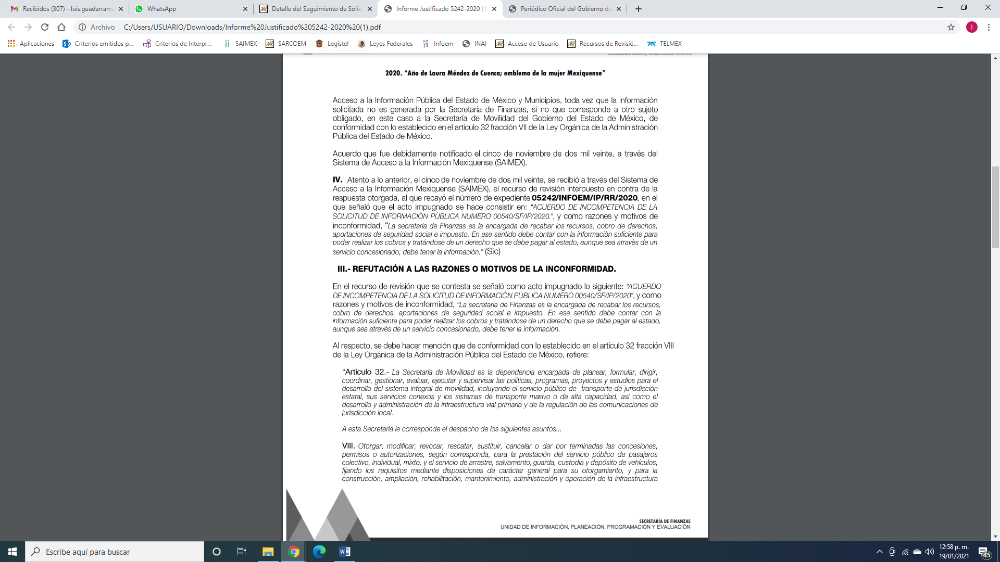 Recibidos (307) - luis.guadarrama
WhatsApp
Detalle del Seguimiento de Solici
Informe Justificado 5242-2020 (1
Periódico Oficial del Gobierno de
Archivo
C:/Users/USUARIO/Downloads/Informe%20Justificado%205242-2020%20(1).pdf
I
Aplicaciones
Criterios emitidos p...
Criterios de Interpr...
SAIMEX
SARCOEM
Legistel
Leyes Federales
Infoem
INAI
Acceso de Usuario
Recursos de Revisió...
TELMEX
DECISIONES FIRMES, RESULTADOS FUERTES.
2020. “Año de Laura Méndez de Cuenca; emblema de la mujer Mexiquense”
Acceso a la Información Pública del Estado de México y Municipios, toda vez que la información
solicitada no es generada por la Secretaría de Finanzas, si no que corresponde a otro sujeto
obligado, en este caso a la Secretaría de Movilidad del Gobierno del Estado de México, de
conformidad con lo establecido en el artículo 32 fracción VII de la Ley Orgánica de la Administración
Pública del Estado de México.
Acuerdo que fue debidamente notificado el cinco de noviembre de dos mil veinte, a través del
Sistema de Acceso a la Información Mexiquense (SAIMEX).
IV. Atento a lo anterior, el cinco de noviembre de dos mil veinte, se recibió a través del Sistema de
Acceso a la Información Mexiquense (SAIMEX), el recurso de revisión interpuesto en contra de la
respuesta otorgada, al que recayó el número de expediente 05242/INFOEM/IP/RR/2020, en el
que señaló que el acto impugnado se hace consistir en: “ACUERDO DE INCOMPETENCIA DE LA
SOLICITUD DE INFORMACIÒN PÙBLICA NUMERO 00540/SF/IP/2020.”, y como razones y motivos de
inconformidad, “La secretaria de Finanzas es la encargada de recabar los recursos, cobro de derechos,
aportaciones de seguridad social e impuesto. En ese sentido debe contar con la informaciòn suficiente para
poder realizar los cobros y tratándose de un derecho que se debe pagar al estado, aunque sea atravès de un
servicio concesionado, debe tener la informaciòn.” (Sic)
III.- REFUTACIÓN A LAS RAZONES O MOTIVOS DE LA INCONFORMIDAD.
En el recurso de revisión que se contesta se señaló como acto impugnado lo siguiente: “ACUERDO
DE INCOMPETENCIA DE LA SOLICITUD DE INFORMACIÒN PÙBLICA NUMERO 00540/SF/IP/2020”, y como
razones y motivos de inconformidad, “La secretaria de Finanzas es la encargada de recabar los recursos,
cobro de derechos, aportaciones de seguridad social e impuesto. En ese sentido debe contar con la
informaciòn suficiente para poder realizar los cobros y tratándose de un derecho que se debe pagar al estado,
aunque sea atravès de un servicio concesionado, debe tener la informaciòn.
Al respecto, se debe hacer mención que de conformidad con lo establecido en el artículo 32 fracción VIII
de la Ley Orgánica de la Administración Pública del Estado de México, refiere:
“Artículo 32.- La Secretaría de Movilidad es la dependencia encargada de planear, formular, dirigir,
coordinar, gestionar, evaluar, ejecutar y supervisar las políticas, programas, proyectos y estudios para el
desarrollo del sistema integral de movilidad, incluyendo el servicio público de transporte de jurisdicción
estatal, sus servicios conexos y los sistemas de transporte masivo o de alta capacidad, así como el
desarrollo y administración de la infraestructura vial primaria y de la regulación de las comunicaciones de
jurisdicción local.
A esta Secretaría le corresponde el despacho de los siguientes asuntos...
VIII. Otorgar, modificar, revocar, rescatar, sustituir, cancelar o dar por terminadas las concesiones,
permisos o autorizaciones, según corresponda, para la prestación del servicio público de pasajeros
colectivo, individual, mixto, y el servicio de arrastre, salvamento, guarda, custodia y depósito de vehículos,
fijando los requisitos mediante disposiciones de carácter general para su otorgamiento, y para la
construcción, ampliación, rehabilitación, mantenimiento, administración y operación de la infraestructura
SECRETARÍA DE FINANZAS
UNIDAD DE INFORMACIÓN, PLANEACIÓN, PROGRAMACIÓN Y EVALUACIÓN
Escribe aquí para buscar
12:58 p. m.
19/01/2021
45